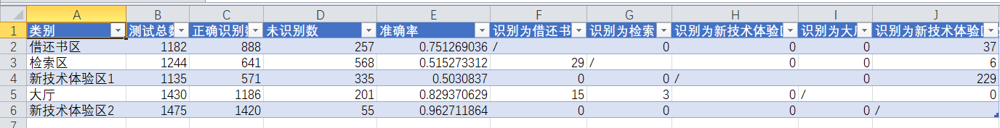 A B C D E F G H I J
1 类别 测试总数 正确识别数 未识别数 准确率 识别为借还书 识别为检索 识别为新技术体验 识别为大 识别为新技术体验区
2 借还书区 1182 888 257 0.751269036 / 0 0 0 37
3 检索区 1244 641 568 0.515273312 29 / 0 0 6
4 新技术体验区1 1135 571 335 0.5030837 0 0 / 0 229
5 大厅 1430 1186 201 0.829370629 15 3 0 / 0
6 新技术体验区2 1475 1420 55 0.962711864 0 0 0 0 /
7